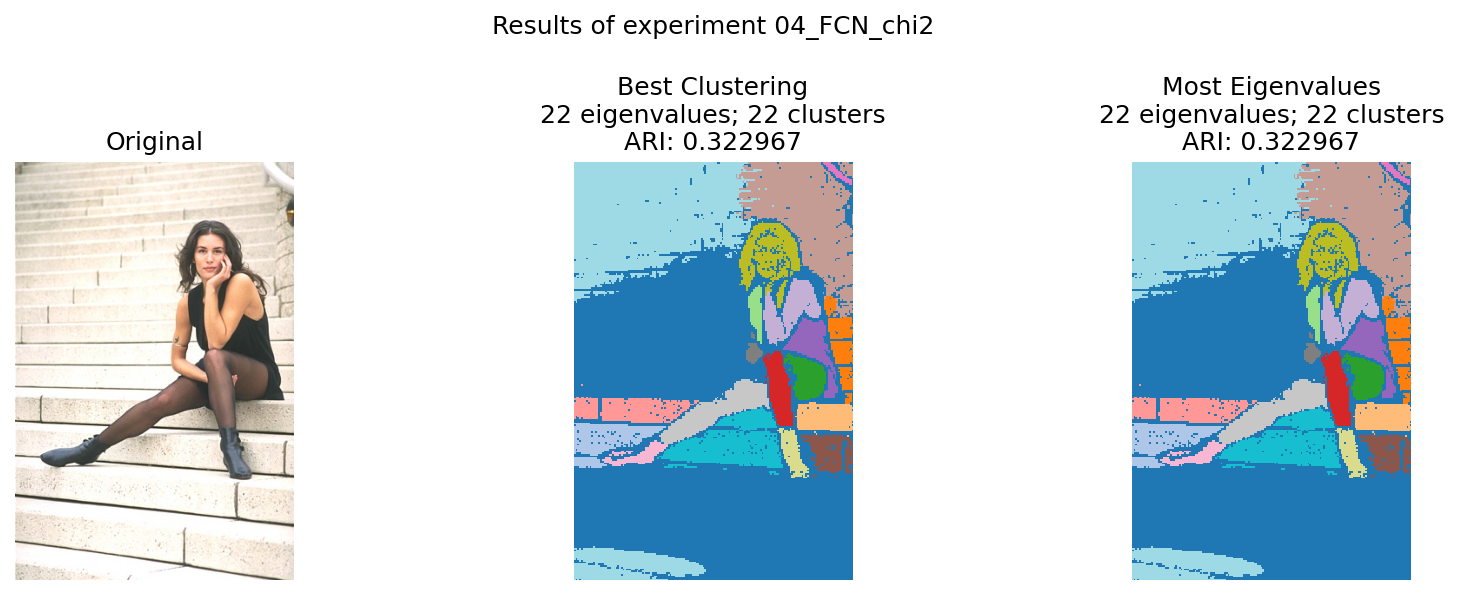 Results of experiment 04_FCN_chi2
Original
Best Clustering
22 eigenvalues; 22 clusters
ARI: 0.322967
Most Eigenvalues
22 eigenvalues; 22 clusters
ARI: 0.322967